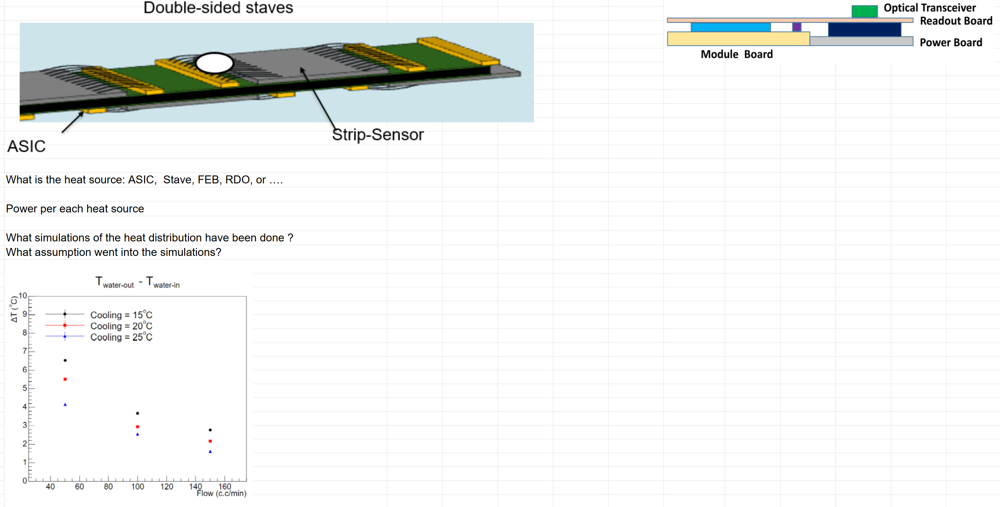 Double-sided staves
Optical Transceiver
Readout Board
Power Board
Module Board
Strip-Sensor
ASIC
What is the heat source: ASIC, Stave, FEB, RDO, or ....
Power per each heat source
What simulations of the heat distribution have been done ?
What assumption went into the simulations?
T water-out - T water-in
ΔT (°C)
10
9
8
7
6
5
4
3
2
1
0
Cooling = 15°C
Cooling = 20°C
Cooling = 25°C
40 60 80 100 120 140 160
Flow (c.c/min)